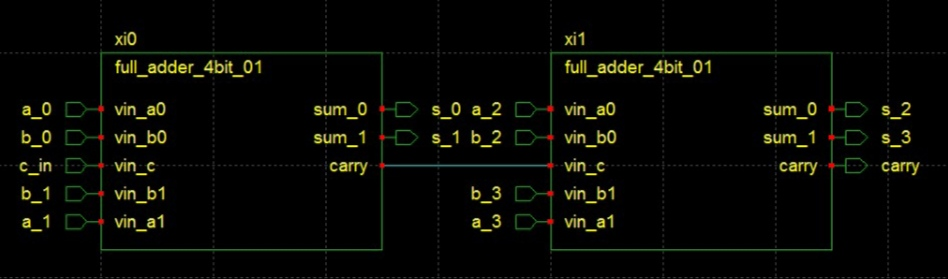 xi0
full_adder_4bit_01
a_0 vin_a0 sum_0 s_0
b_0 vin_b0 sum_1 s_1
c_in vin_c carry
b_1 vin_b1
a_1 vin_a1
xi1
full_adder_4bit_01
a_2 vin_a0 sum_0 s_2
b_2 vin_b0 sum_1 s_3
vin_c carry carry
b_3 vin_b1
a_3 vin_a1